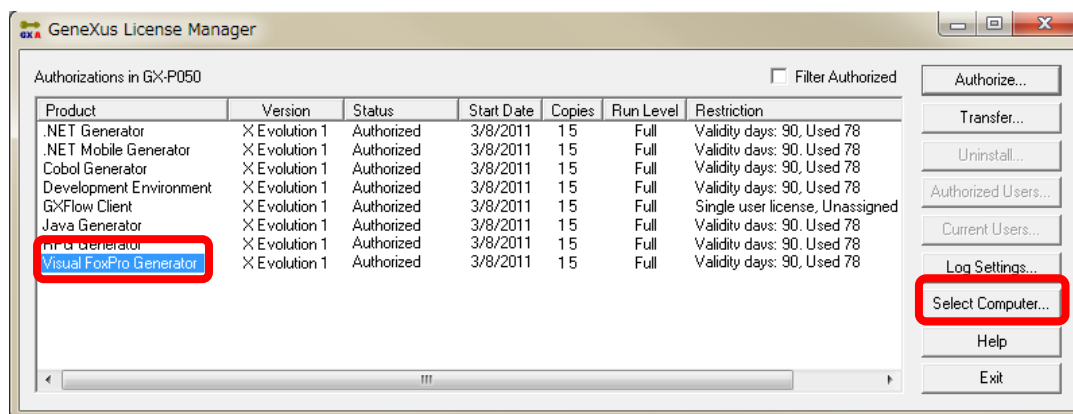 GeneXus License Manager
Authorizations in GX-P050
Filter Authorized
Product Version Status Start Date Copies Run Level Restriction
.NET Generator X Evolution 1 Authorized 3/8/2011 15 Full Validity days: 90, Used 78
.NET Mobile Generator X Evolution 1 Authorized 3/8/2011 15 Full Validity days: 90, Used 78
Cobol Generator X Evolution 1 Authorized 3/8/2011 15 Full Validity days: 90, Used 78
Development Environment X Evolution 1 Authorized 3/8/2011 15 Full Validity days: 90, Used 78
GXFlow Client X Evolution 1 Authorized 3/8/2011 15 Full Single user license, Unassigned
Java Generator X Evolution 1 Authorized 3/8/2011 15 Full Validity days: 90, Used 78
RPG Generator X Evolution 1 Authorized 3/8/2011 15 Full Validity days: 90, Used 78
Visual FoxPro Generator X Evolution 1 Authorized 3/8/2011 15 Full Validity days: 90, Used 78
Authorize...
Transfer...
Uninstall...
Authorized Users...
Current Users...
Log Settings...
Select Computer...
Help
Exit